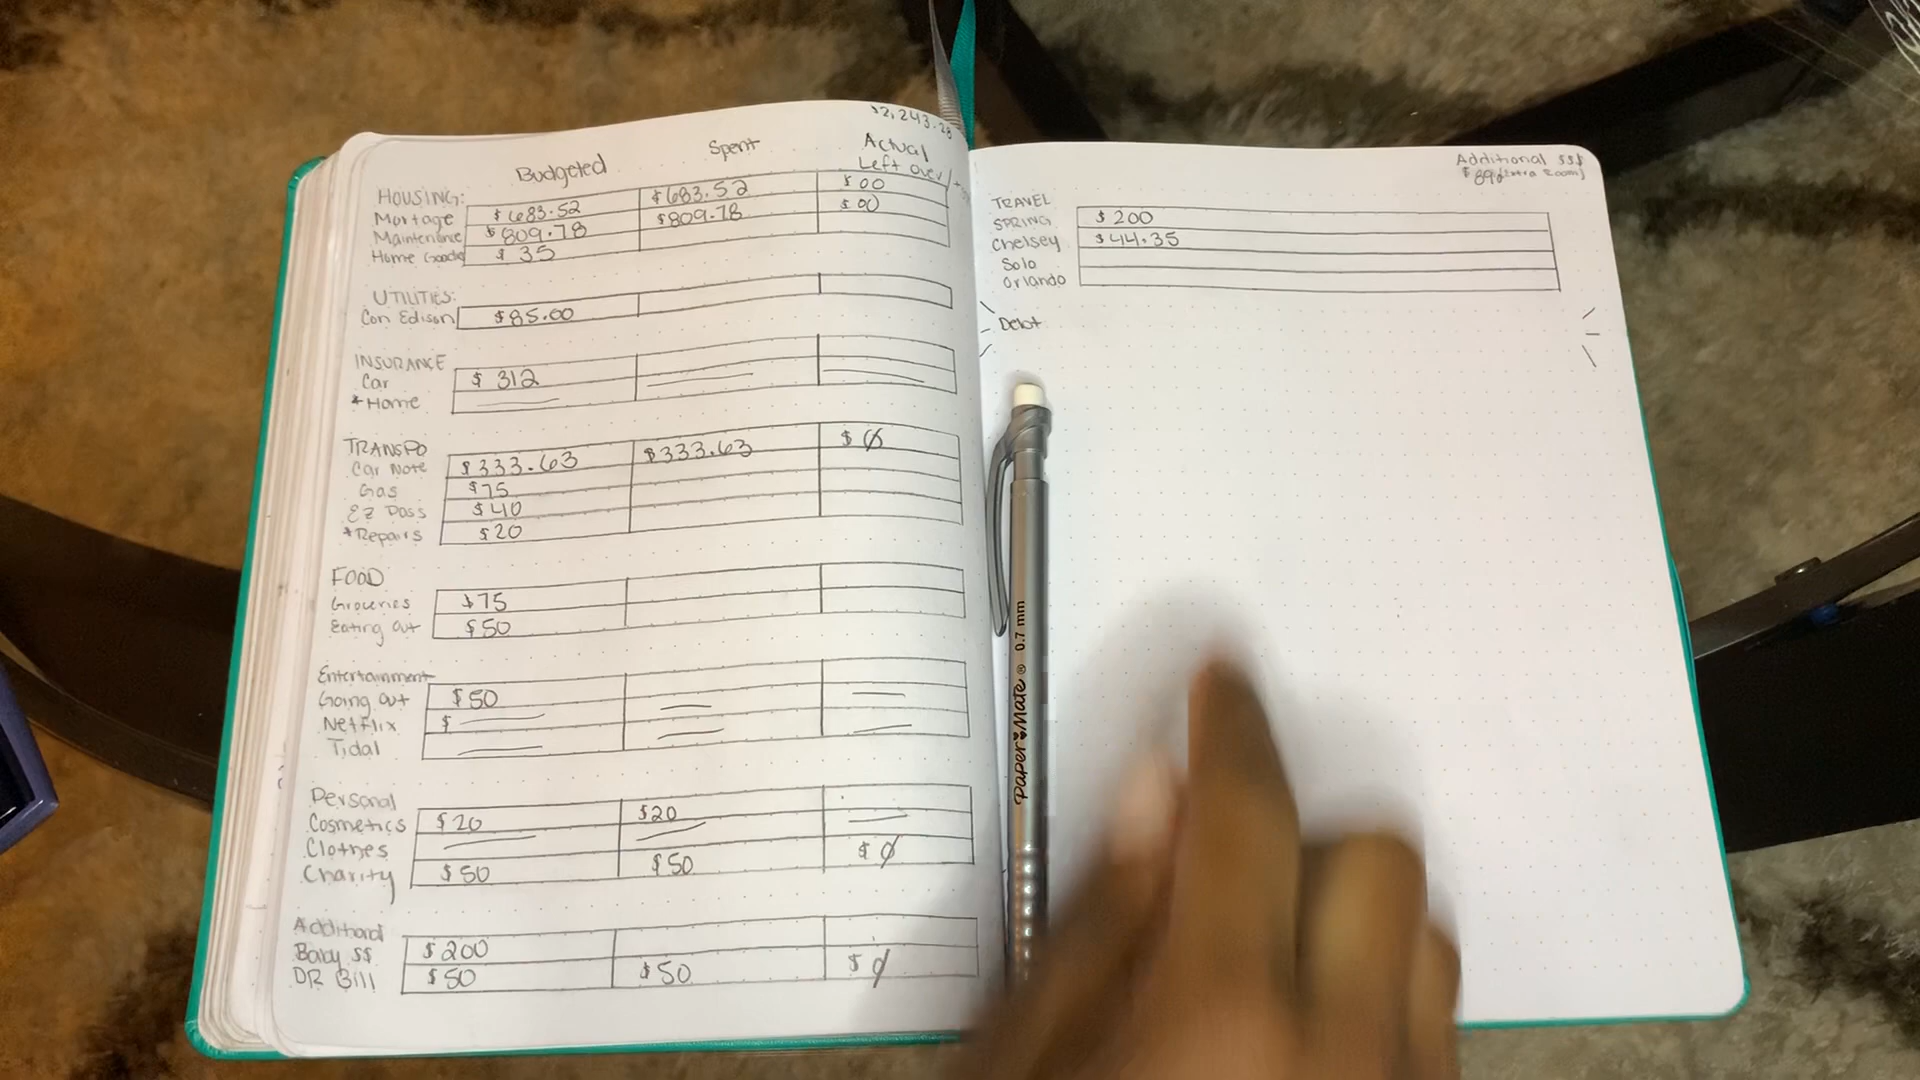 $2,243.28
Budgeted Spent Actual Left over
HOUSING:
Mortage $683.52 $683.52 $00
Maintenance $809.78 $809.78 $00
Home Goods $35
UTILITIES:
Con Edison $85.00
INSURANCE
Car $312
*Home
TRANSPO
Car Note $333.63 $333.63 $0
Gas $75
EZ Pass $40
*Repairs $20
FOOD
Groceries $75
Eating out $50
Entertainment
Going out $50
Netflix $
Tidal
Personal
Cosmetics $20 $20
Clothes
Charity $50 $50 $0
Additional
Baby $$ $200
DR Bill $50 $50 $0
Additional $$$
TRAVEL
SPRING $200
Chelsey $44.35
Solo
Orlando
Debt
Paper Mate® 0.7 mm